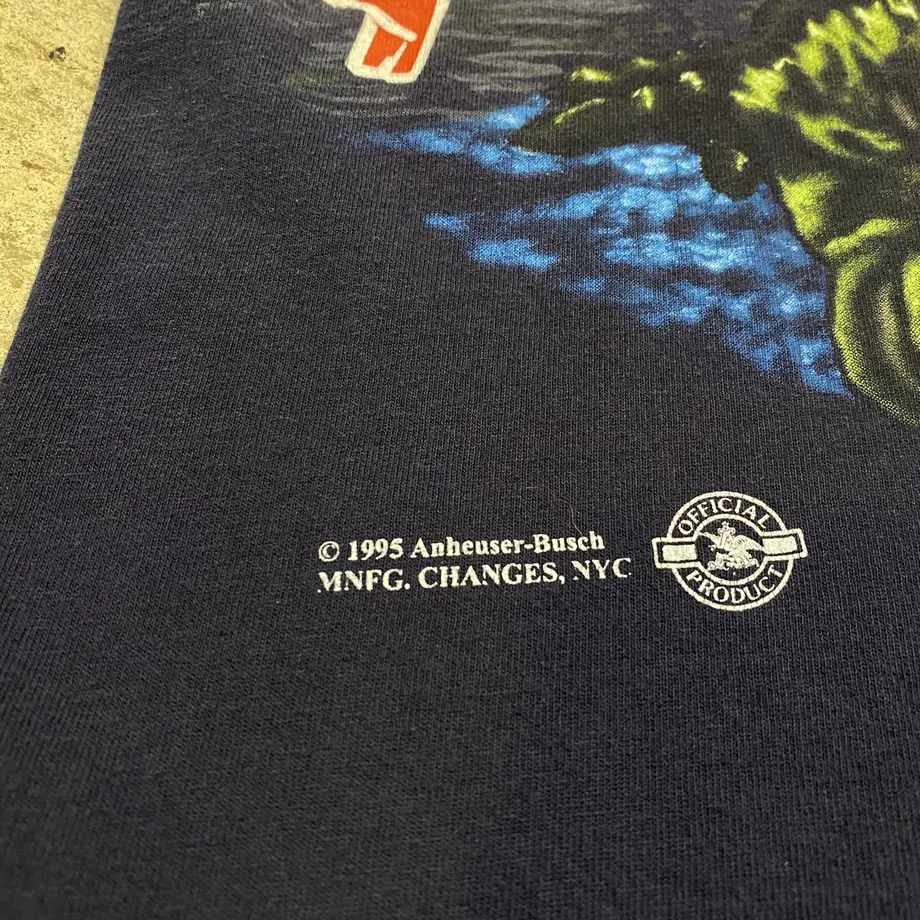 © 1995 Anheuser-Busch
MNFG. CHANGES, NYC
OFFICIAL
PRODUCT